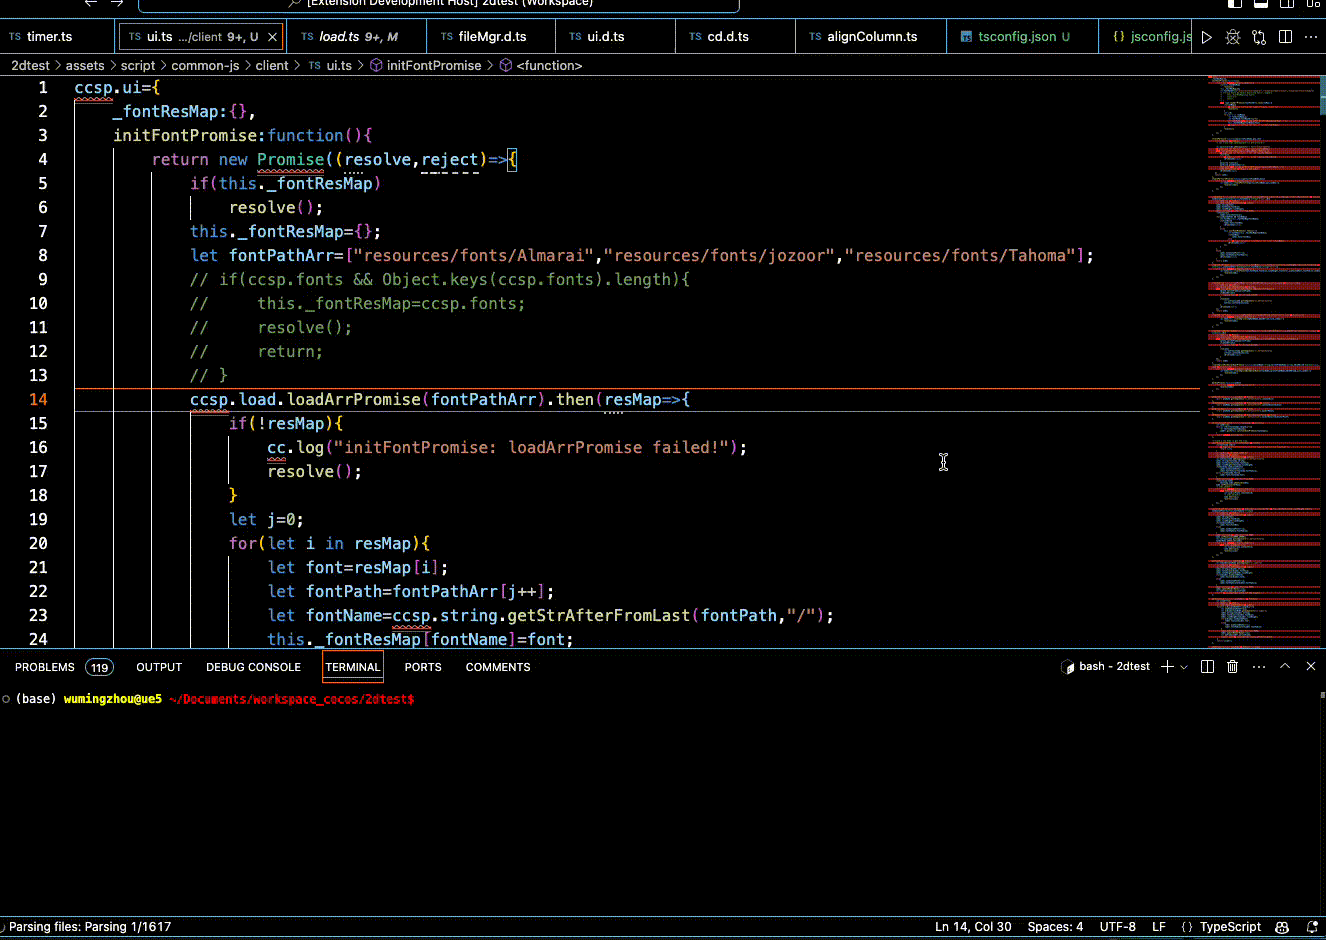 [Extension Development Host] 2dtest (Workspace)
TS timer.ts TS ui.ts .../client 9+, U TS load.ts 9+, M TS fileMgr.d.ts TS ui.d.ts TS cd.d.ts TS alignColumn.ts tsconfig.json U {} jsconfig.js
2dtest > assets > script > common-js > client > TS ui.ts > initFontPromise > <function>
1 ccsp.ui={
2 _fontResMap:{},
3 initFontPromise:function(){
4 return new Promise((resolve,reject)=>{
5 if(this._fontResMap)
6 resolve();
7 this._fontResMap={};
8 let fontPathArr=["resources/fonts/Almarai","resources/fonts/jozoor","resources/fonts/Tahoma"];
9 // if(ccsp.fonts && Object.keys(ccsp.fonts).length){
10 //     this._fontResMap=ccsp.fonts;
11 //     resolve();
12 //     return;
13 // }
14 ccsp.load.loadArrPromise(fontPathArr).then(resMap=>{
15 if(!resMap){
16 cc.log("initFontPromise: loadArrPromise failed!");
17 resolve();
18 }
19 let j=0;
20 for(let i in resMap){
21 let font=resMap[i];
22 let fontPath=fontPathArr[j++];
23 let fontName=ccsp.string.getStrAfterFromLast(fontPath,"/");
24 this._fontResMap[fontName]=font;
PROBLEMS 119 OUTPUT DEBUG CONSOLE TERMINAL PORTS COMMENTS bash - 2dtest
(base) wumingzhou@ue5 ~/Documents/workspace_cocos/2dtest$
Parsing files: Parsing 1/1617 Ln 14, Col 30 Spaces: 4 UTF-8 LF {} TypeScript